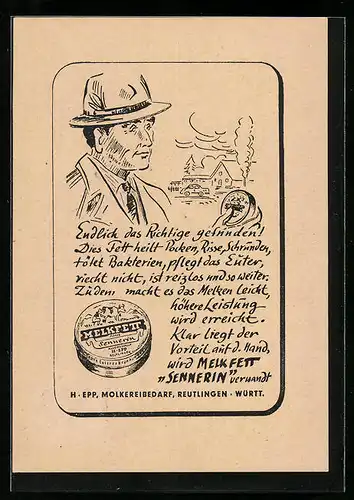 Endlich das Richtige gefunden!
Dies Fett heilt Pocken, Risse, Schrunden,
tötet Bakterien, pflegt das Euter,
riecht nicht, ist reizlos und so weiter.
Zudem macht es das Melken leicht,
höhere Leistung
wird erreicht.
Klar liegt der
Vorteil auf d. Hand,
wird MELKFETT
„SENNERIN" verwandt
MELKFETT
Sennerin
H. EPP, MOLKEREIBEDARF, REUTLINGEN - WÜRTT.